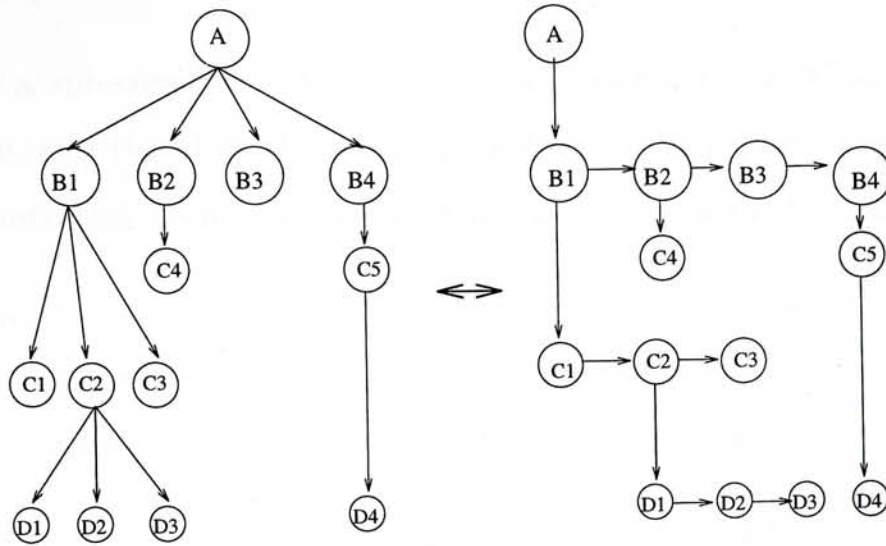 A A
B1 B2 B3 B4 B1 B2 B3 B4
C4 C5 C4 C5
C1 C2 C3 C1 C2 C3
D1 D2 D3 D4 D1 D2 D3 D4